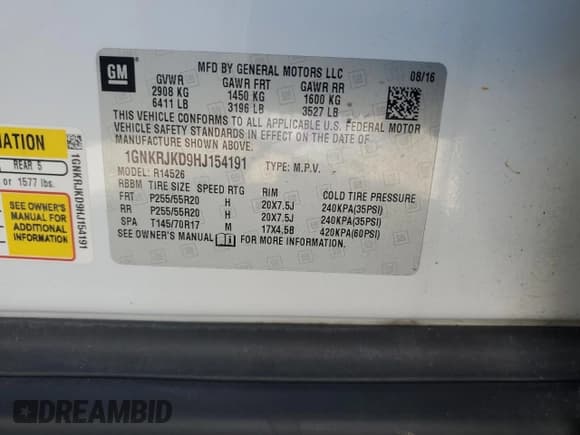 GM
MFD BY GENERAL MOTORS LLC
08/16
GVWR GAWR FRT GAWR RR
2908 KG 1450 KG 1600 KG
6411 LB 3196 LB 3527 LB
THIS VEHICLE CONFORMS TO ALL APPLICABLE U.S. FEDERAL MOTOR
VEHICLE SAFETY STANDARDS IN EFFECT ON THE DATE OF
MANUFACTURE SHOWN ABOVE.
1GNKRJKD9HJ154191 TYPE: M.P.V.
MODEL: R14526
RBBM TIRE SIZE SPEED RTG RIM COLD TIRE PRESSURE
FRT P255/55R20 H 20X7.5J 240KPA(35PSI)
RR P255/55R20 H 20X7.5J 240KPA(35PSI)
SPA T145/70R17 M 17X4.5B 420KPA(60PSI)
SEE OWNER'S MANUAL FOR MORE INFORMATION.
MATION
REAR 5
or 1577 lbs.
SEE OWNER'S
MANUAL FOR
ADDITIONAL
INFORMATION
1GNKRJKD9HJ154191
DREAMBID